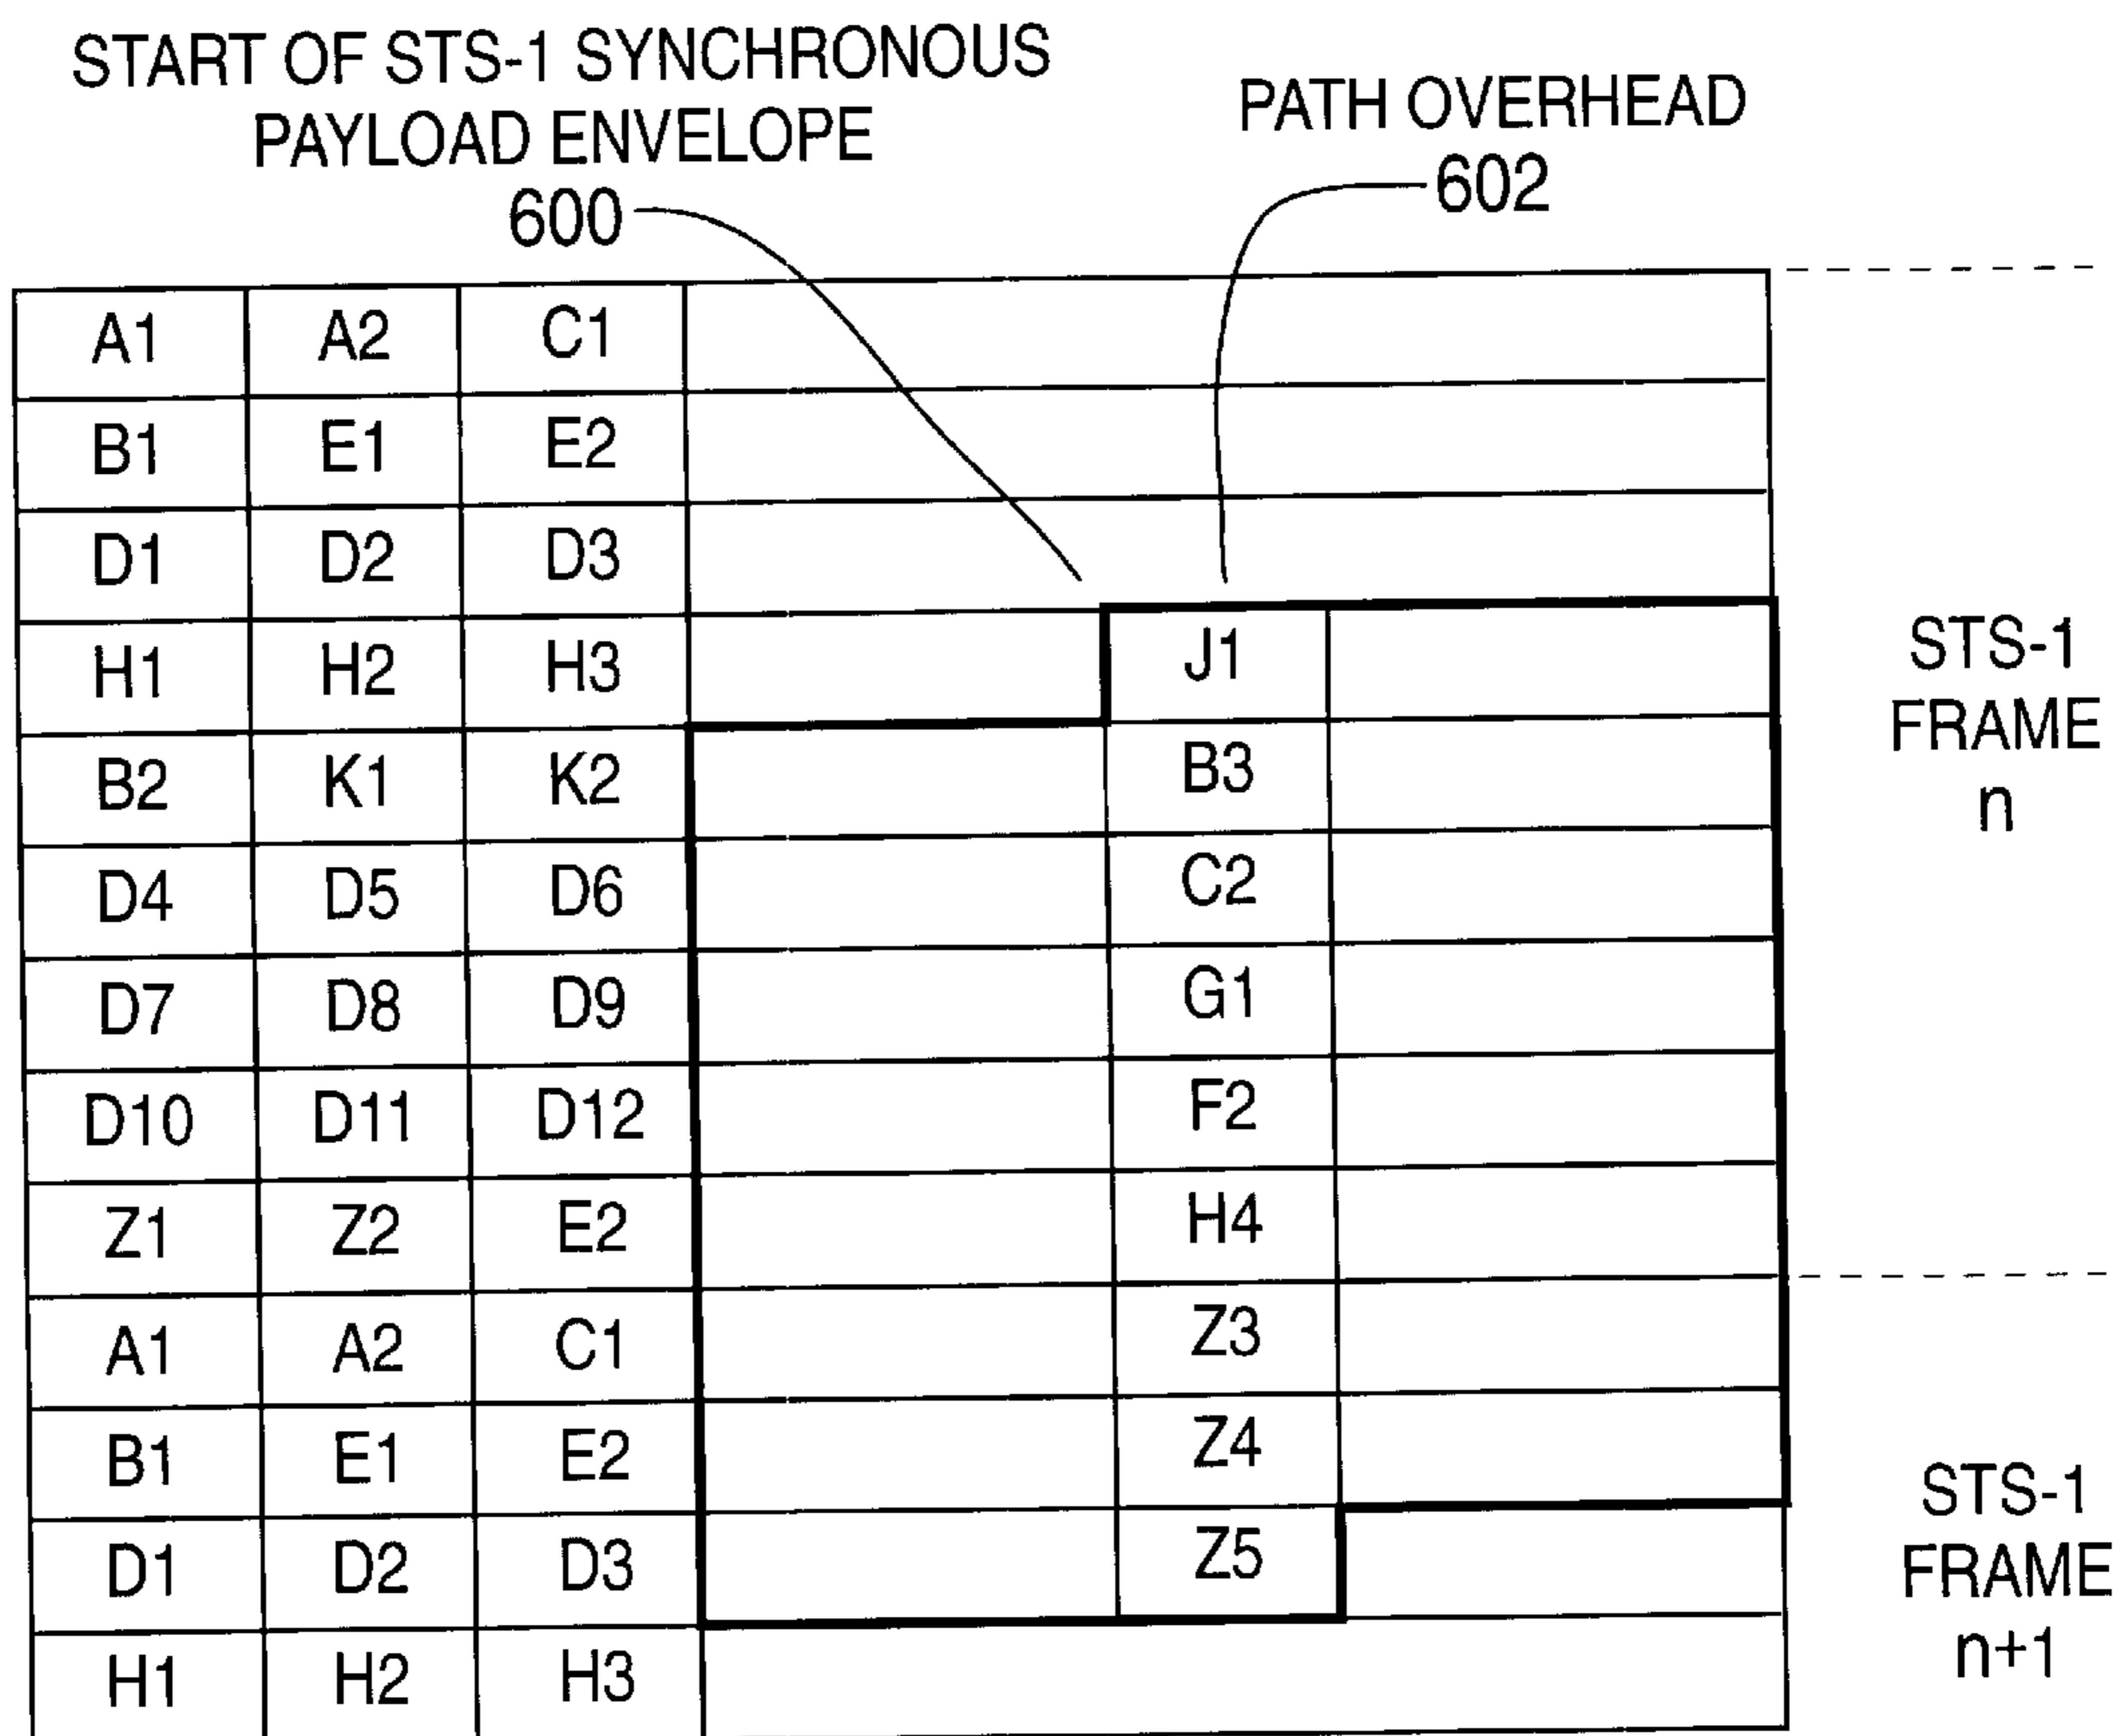 START OF STS-1 SYNCHRONOUS
PAYLOAD ENVELOPE
600
PATH OVERHEAD
602
A1 A2 C1
B1 E1 E2
D1 D2 D3
H1 H2 H3 J1
B2 K1 K2 B3
D4 D5 D6 C2
D7 D8 D9 G1
D10 D11 D12 F2
Z1 Z2 E2 H4
A1 A2 C1 Z3
B1 E1 E2 Z4
D1 D2 D3 Z5
H1 H2 H3
STS-1
FRAME
n
STS-1
FRAME
n+1